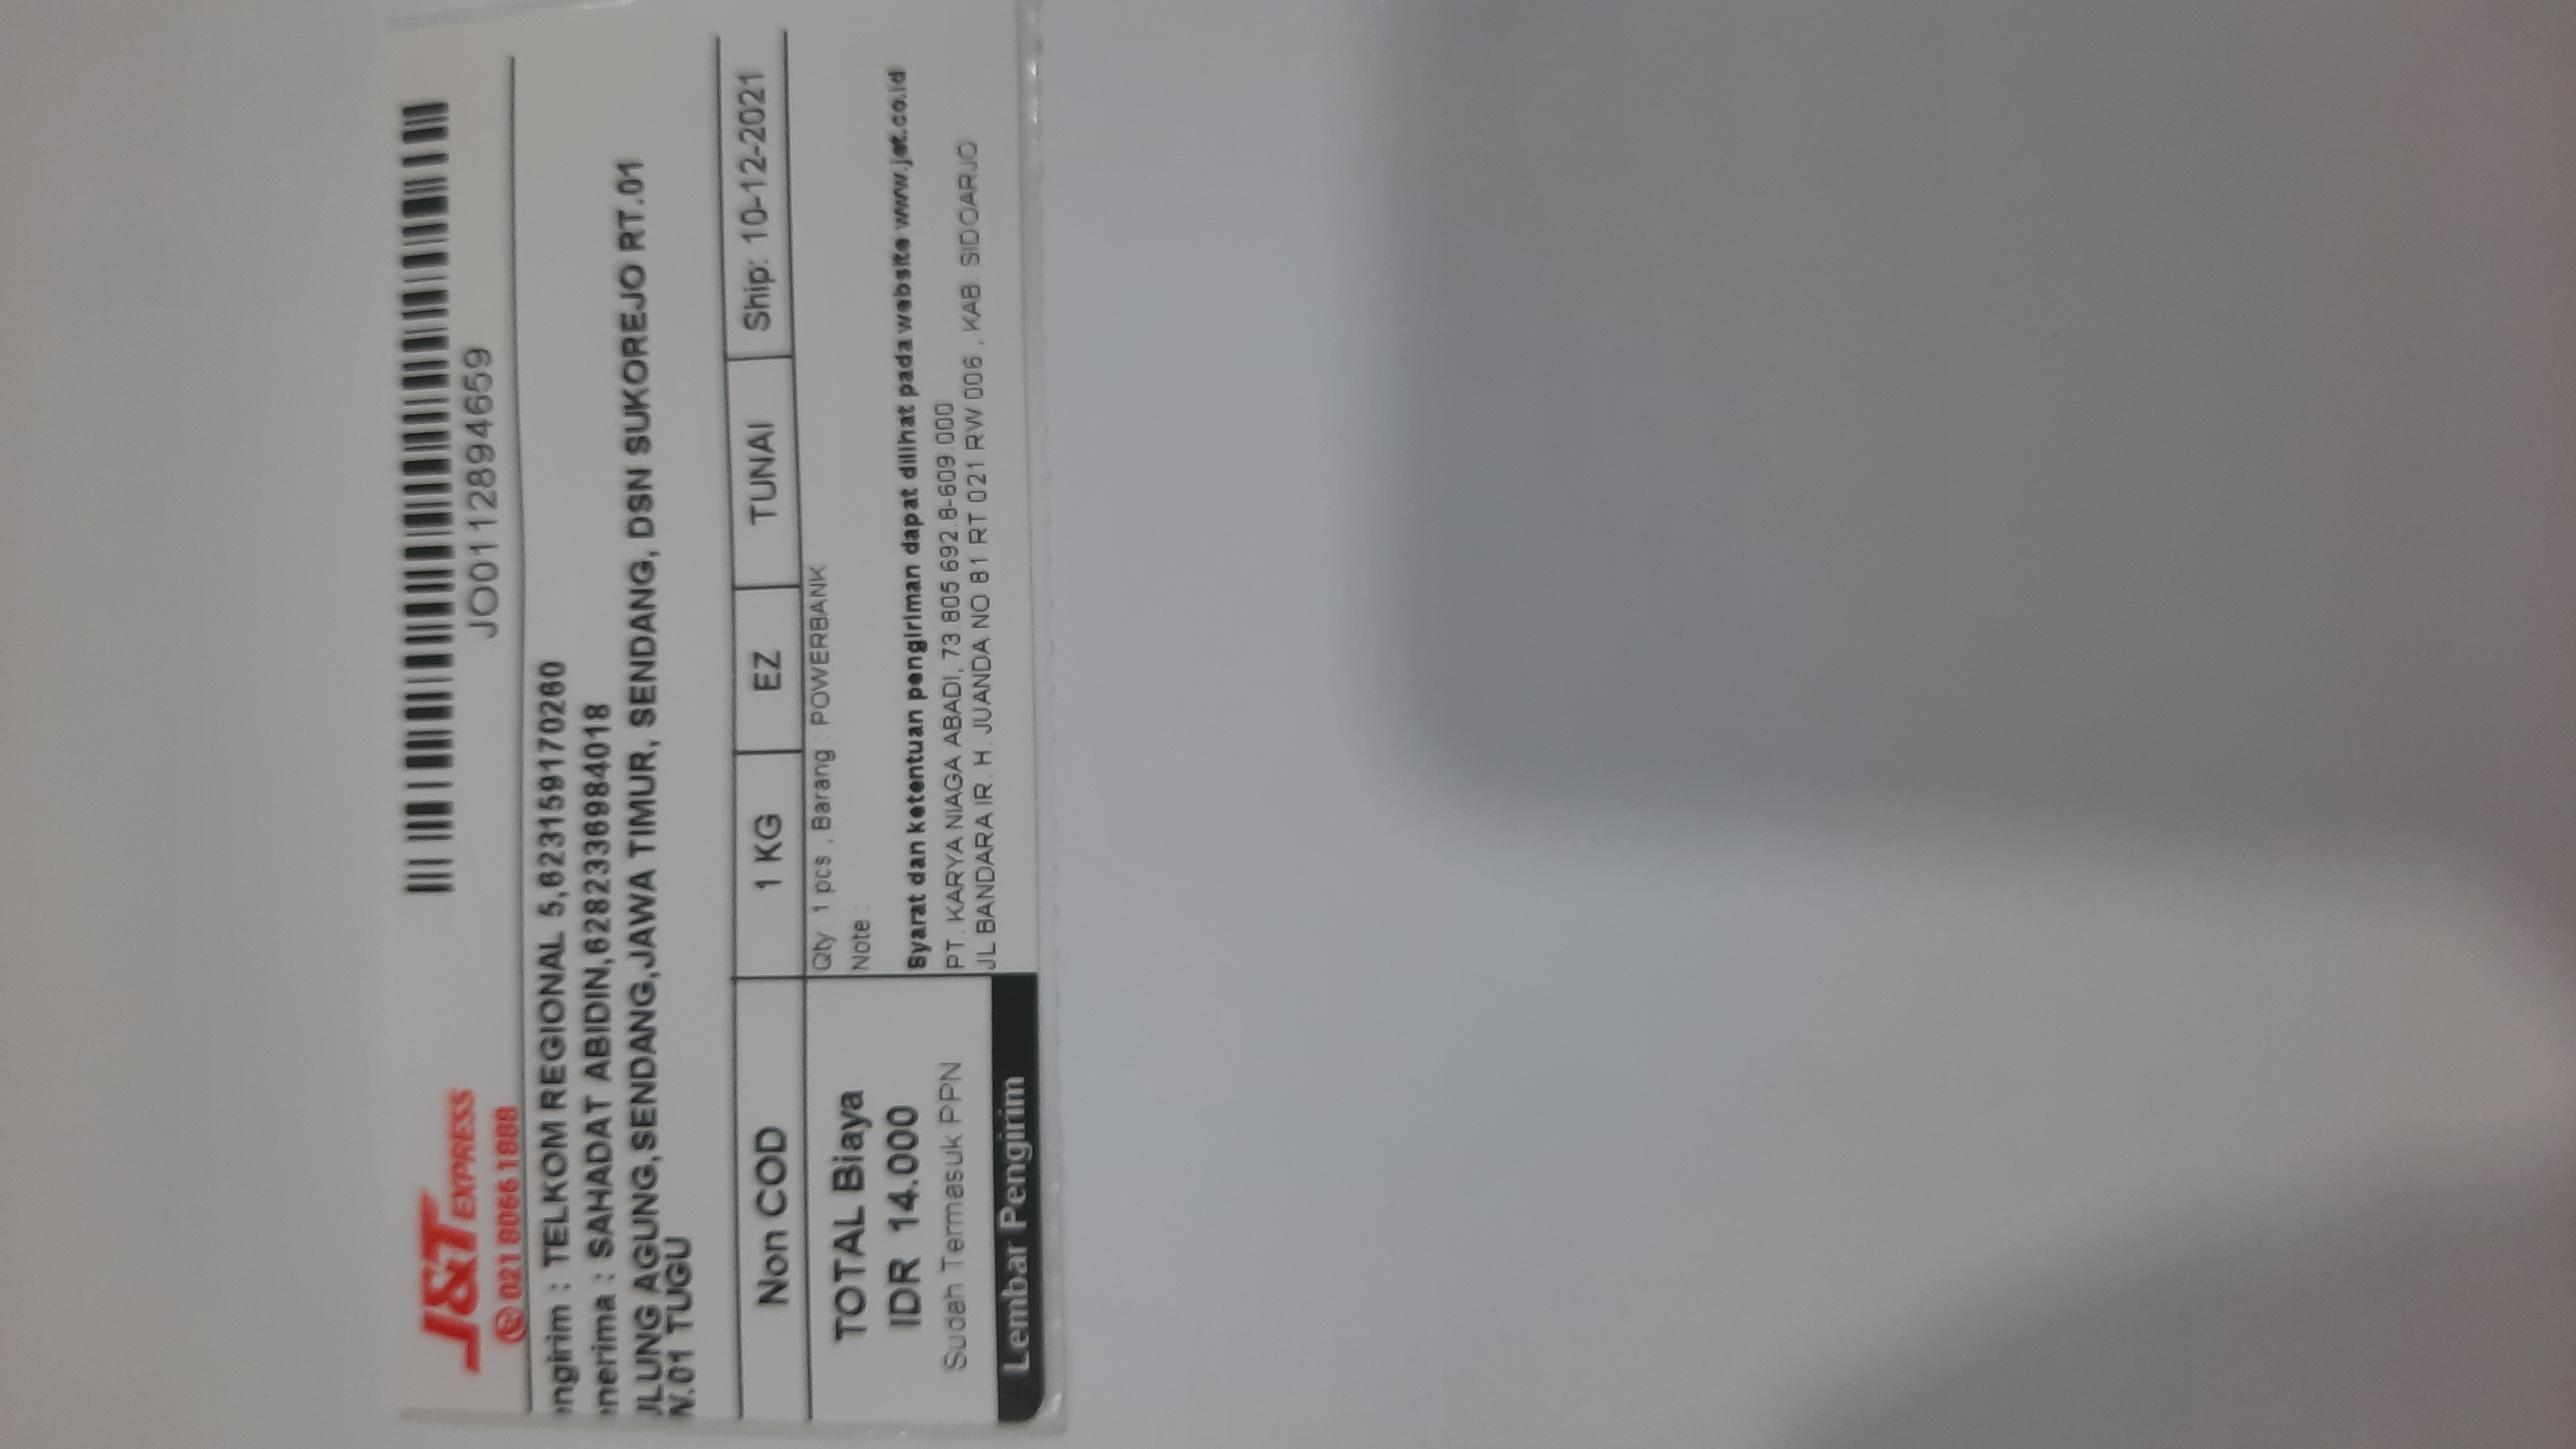 J&T EXPRESS
021 8066 1888
JO0112894659
engirim : TELKOM REGIONAL 5,623159170260
enerima : SAHADAT ABIDIN,6282336984018
ULUNG AGUNG,SENDANG,JAWA TIMUR, SENDANG, DSN SUKOREJO RT.01
W.01 TUGU
Non COD 1 KG EZ TUNAI Ship: 10-12-2021
TOTAL Biaya
IDR 14.000
Sudah Termasuk PPN
Lembar Pengirim
Qty: 1 pcs , Barang : POWERBANK
Note :
Syarat dan ketentuan pengiriman dapat dilihat pada website www.jet.co.id
PT. KARYA NIAGA ABADI, 73.805.692.8-609.000
JL BANDARA IR. H. JUANDA NO 81 RT 021 RW 006 , KAB. SIDOARJO